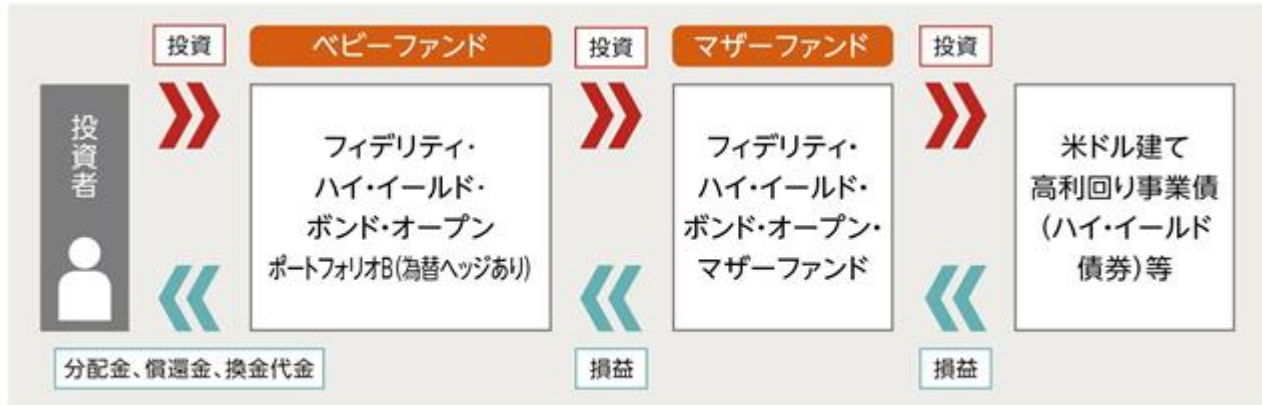 投資
ベビーファンド
投資
マザーファンド
投資
投資者
フィデリティ・
ハイ・イールド・
ボンド・オープン
ポートフォリオB(為替ヘッジあり)
フィデリティ・
ハイ・イールド・
ボンド・オープン・
マザーファンド
米ドル建て
高利回り事業債
(ハイ・イールド
債券)等
分配金、償還金、換金代金
損益
損益